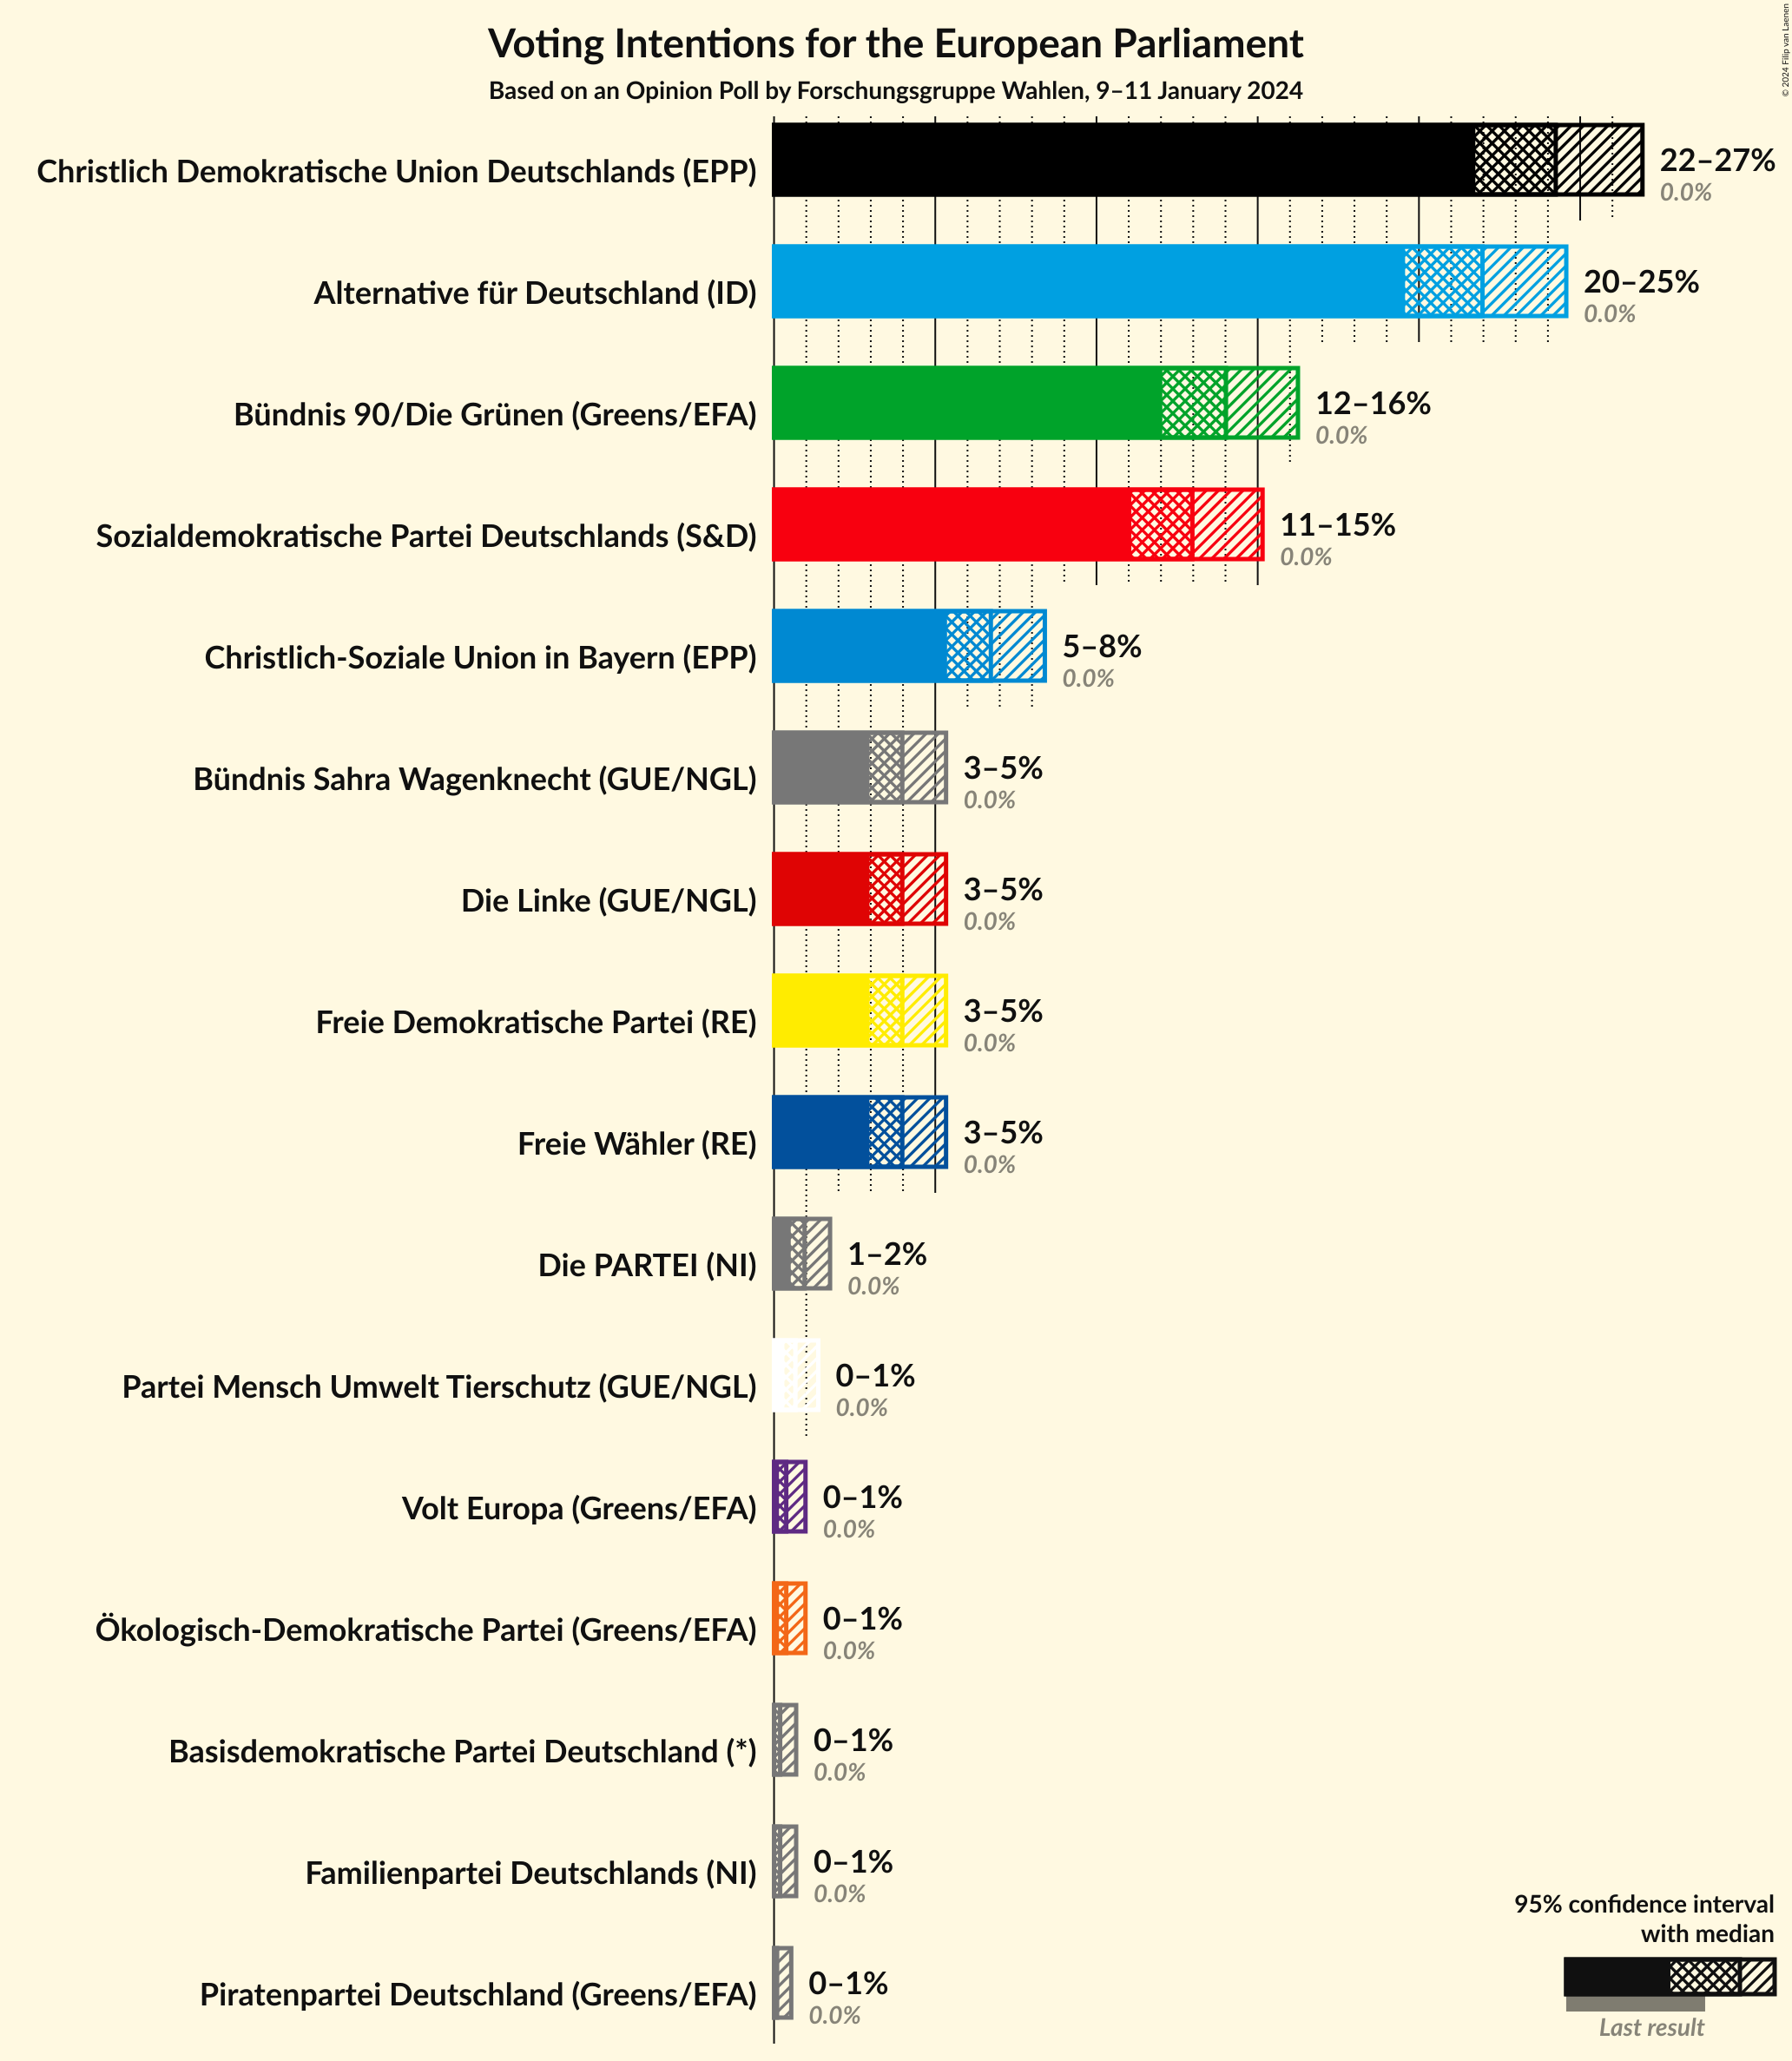 Voting Intentions for the European Parliament
Based on an Opinion Poll by Forschungsgruppe Wahlen, 9–11 January 2024
© 2024 Filip van Laenen
Christlich Demokratische Union Deutschlands (EPP)
22–27%
0.0%
Alternative für Deutschland (ID)
20–25%
0.0%
Bündnis 90/Die Grünen (Greens/EFA)
12–16%
0.0%
Sozialdemokratische Partei Deutschlands (S&D)
11–15%
0.0%
Christlich-Soziale Union in Bayern (EPP)
5–8%
0.0%
Bündnis Sahra Wagenknecht (GUE/NGL)
3–5%
0.0%
Die Linke (GUE/NGL)
3–5%
0.0%
Freie Demokratische Partei (RE)
3–5%
0.0%
Freie Wähler (RE)
3–5%
0.0%
Die PARTEI (NI)
1–2%
0.0%
Partei Mensch Umwelt Tierschutz (GUE/NGL)
0–1%
0.0%
Volt Europa (Greens/EFA)
0–1%
0.0%
Ökologisch-Demokratische Partei (Greens/EFA)
0–1%
0.0%
Basisdemokratische Partei Deutschland (*)
0–1%
0.0%
Familienpartei Deutschlands (NI)
0–1%
0.0%
Piratenpartei Deutschland (Greens/EFA)
0–1%
0.0%
95% confidence interval
with median
Last result